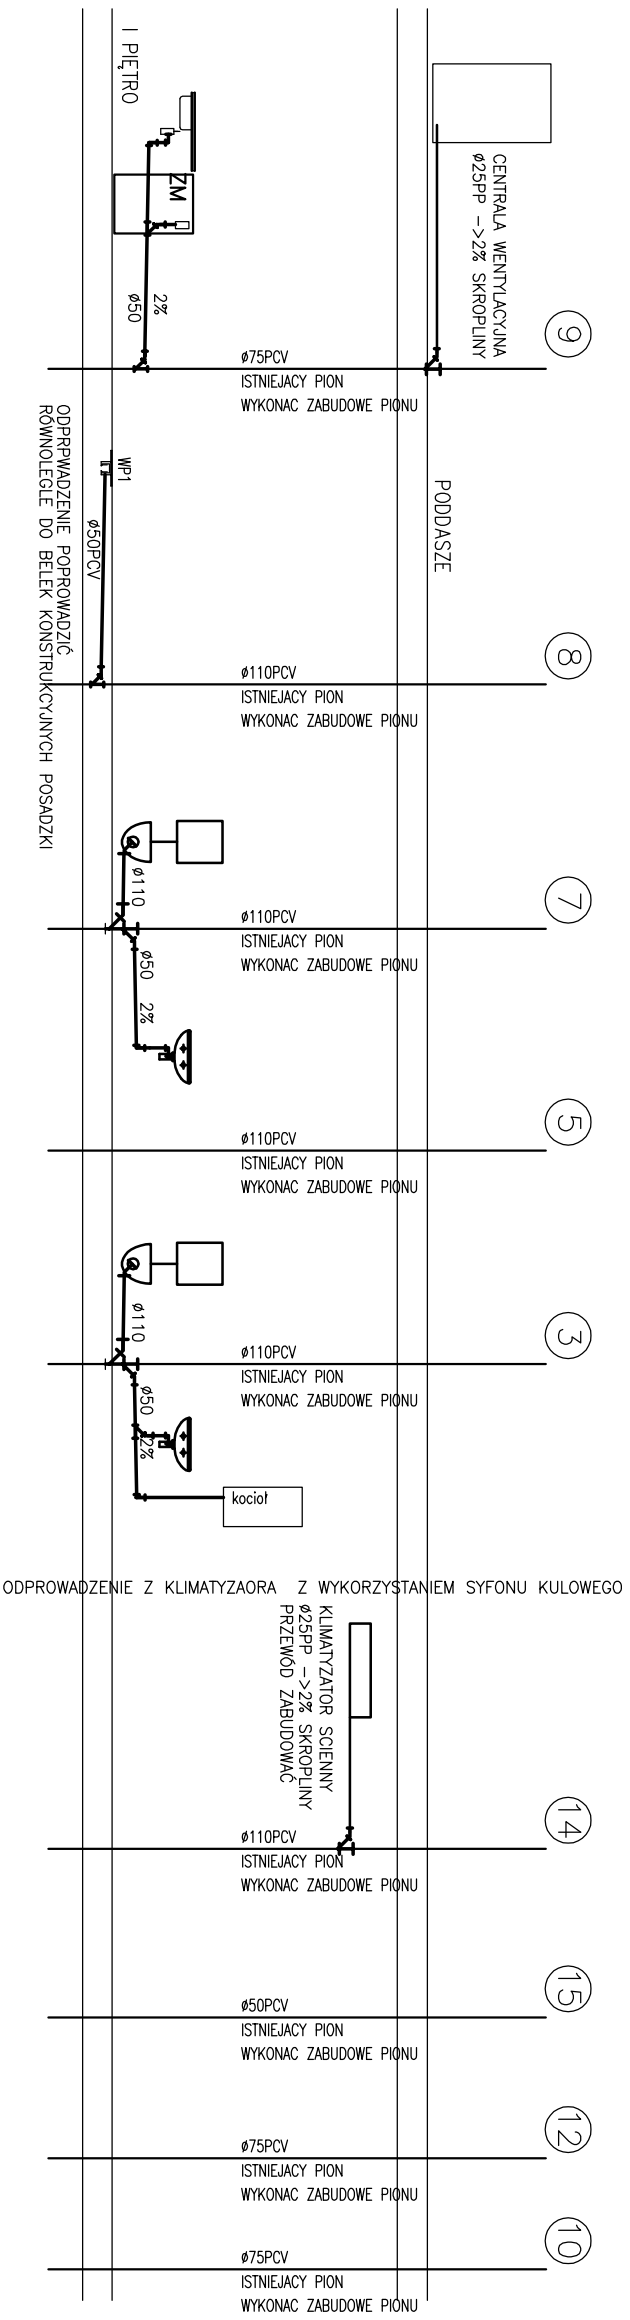 I PIĘTRO
ZM
2%
ø50
CENTRALA WENTYLACYJNA
ø25PP ->2% SKROPLINY
9
ø75PCV
ISTNIEJACY PION
WYKONAC ZABUDOWE PIONU
ODPRPWADZENIE POPROWADZIĆ
RÓWNOLEGLE DO BELEK KONSTRUKCYJNYCH POSADZKI
WP1
ø50PCV
PODDASZE
8
ø110PCV
ISTNIEJACY PION
WYKONAC ZABUDOWE PIONU
ø110
7
ø110PCV
ISTNIEJACY PION
WYKONAC ZABUDOWE PIONU
ø50
2%
5
ø110PCV
ISTNIEJACY PION
WYKONAC ZABUDOWE PIONU
ø110
3
ø110PCV
ISTNIEJACY PION
WYKONAC ZABUDOWE PIONU
ø50
2%
kocioł
ODPROWADZENIE Z KLIMATYZAORA Z WYKORZYSTANIEM SYFONU KULOWEGO
KLIMATYZATOR SCIENNY
ø25PP ->2% SKROPLINY
PRZEWÓD ZABUDOWAĆ
14
ø110PCV
ISTNIEJACY PION
WYKONAC ZABUDOWE PIONU
15
ø50PCV
ISTNIEJACY PION
WYKONAC ZABUDOWE PIONU
12
ø75PCV
ISTNIEJACY PION
WYKONAC ZABUDOWE PIONU
10
ø75PCV
ISTNIEJACY PION
WYKONAC ZABUDOWE PIONU